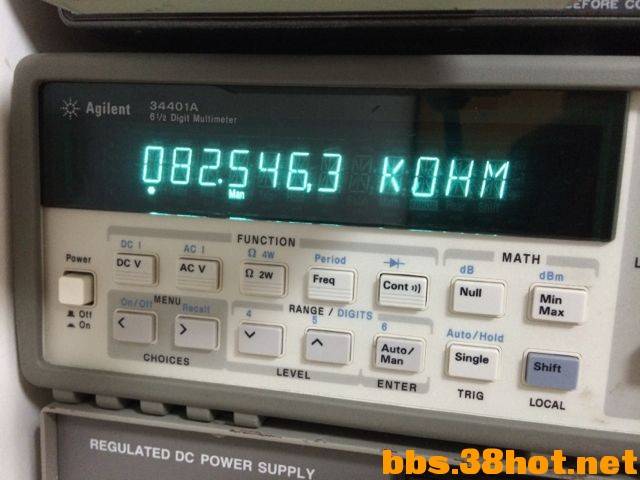 EFORE CO
Agilent 34401A
6½ Digit Multimeter
082.546,3 KOHM
Man
FUNCTION
MATH
Power
DC I
AC I
Ω 4W
Period
dB
dBm
DC V
AC V
Ω 2W
Freq
Cont
Null
Min
Max
Off
On
On/Off
MENU
Recall
4
RANGE / DIGITS
5
6
Auto/Hold
<
>
Auto/
Man
Single
Shift
CHOICES
LEVEL
ENTER
TRIG
LOCAL
REGULATED DC POWER SUPPLY
bbs.38hot.net